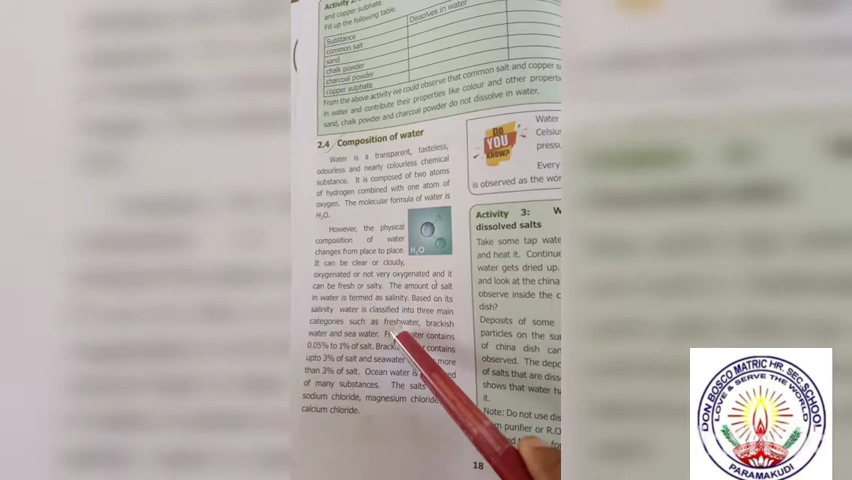 and copper sulphate.
Fill up the following table.
Substance
Dissolves in water
common salt
sand
chalk powder
charcoal powder
copper sulphate
From the above activity we could observe that common salt and copper
in water and contribute their properties like colour and other
sand, chalk powder and charcoal powder do not dissolve in water.
2.4 Composition of water
Water is a transparent, tasteless,
odourless and nearly colourless chemical
substance. It is composed of two atoms
of hydrogen combined with one atom of
oxygen. The molecular formula of water is
H2O.
However, the physical
composition of water
changes from place to place.
It can be clear or cloudy,
oxygenated or not very oxygenated and it
can be fresh or salty. The amount of salt
in water is termed as salinity. Based on its
salinity water is classified into three main
categories such as freshwater, brackish
water and sea water. contains
0.05% to 1% of salt. contains
upto 3% of salt and seawater more
than 3% of salt. Ocean water is
of many substances. The salts
sodium chloride, magnesium chloride
calcium chloride.
H2O
DO YOU KNOW?
Water
Every
is observed as the
Activity 3:
dissolved salts
Take some tap
and heat it.
water gets dried up.
and look at the china
observe inside the
dish?
Deposits of some
particles on the
of china dish
observed. The
of salts that are
shows that water
it.
Note: Do not use
purifier or R.O
18
DON BOSCO MATRIC HR. SEC. SCHOOL
LOVE & SERVE THE WORLD
PARAMAKUDI